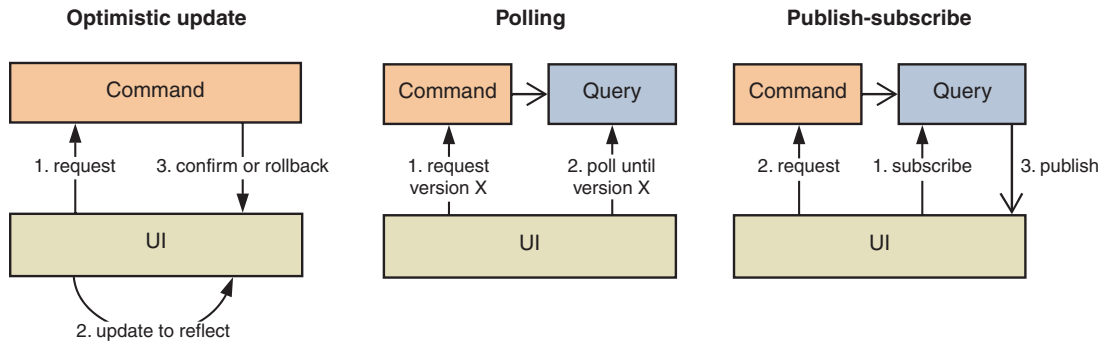 Optimistic update
Command
1. request
3. confirm or rollback
UI
2. update to reflect
Polling
Command
Query
1. request
version X
2. poll until
version X
UI
Publish-subscribe
Command
Query
2. request
1. subscribe
3. publish
UI